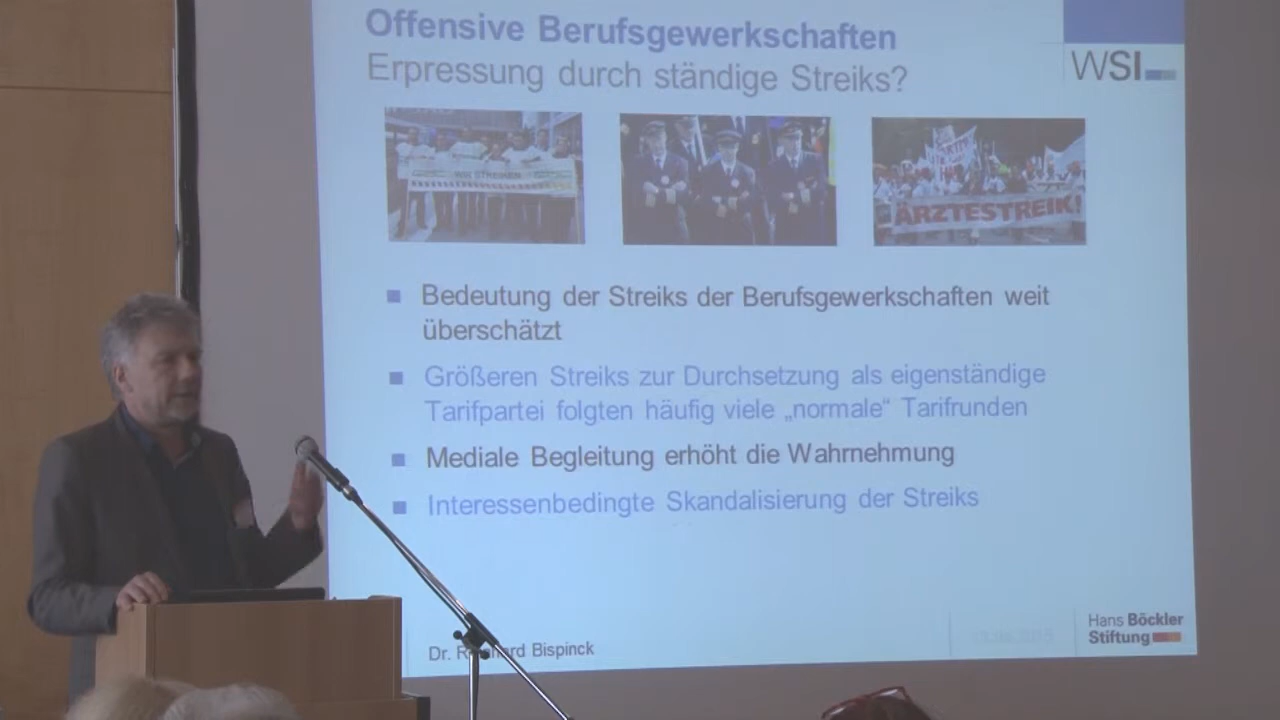 Offensive Berufsgewerkschaften
Erpressung durch ständige Streiks?
WSI
WIR STREIKEN
ÄRZTESTREIK!
Bedeutung der Streiks der Berufsgewerkschaften weit
überschätzt
Größeren Streiks zur Durchsetzung als eigenständige
Tarifpartei folgten häufig viele „normale“ Tarifrunden
Mediale Begleitung erhöht die Wahrnehmung
Interessenbedingte Skandalisierung der Streiks
Dr. Bispinck
Hans Böckler
Stiftung